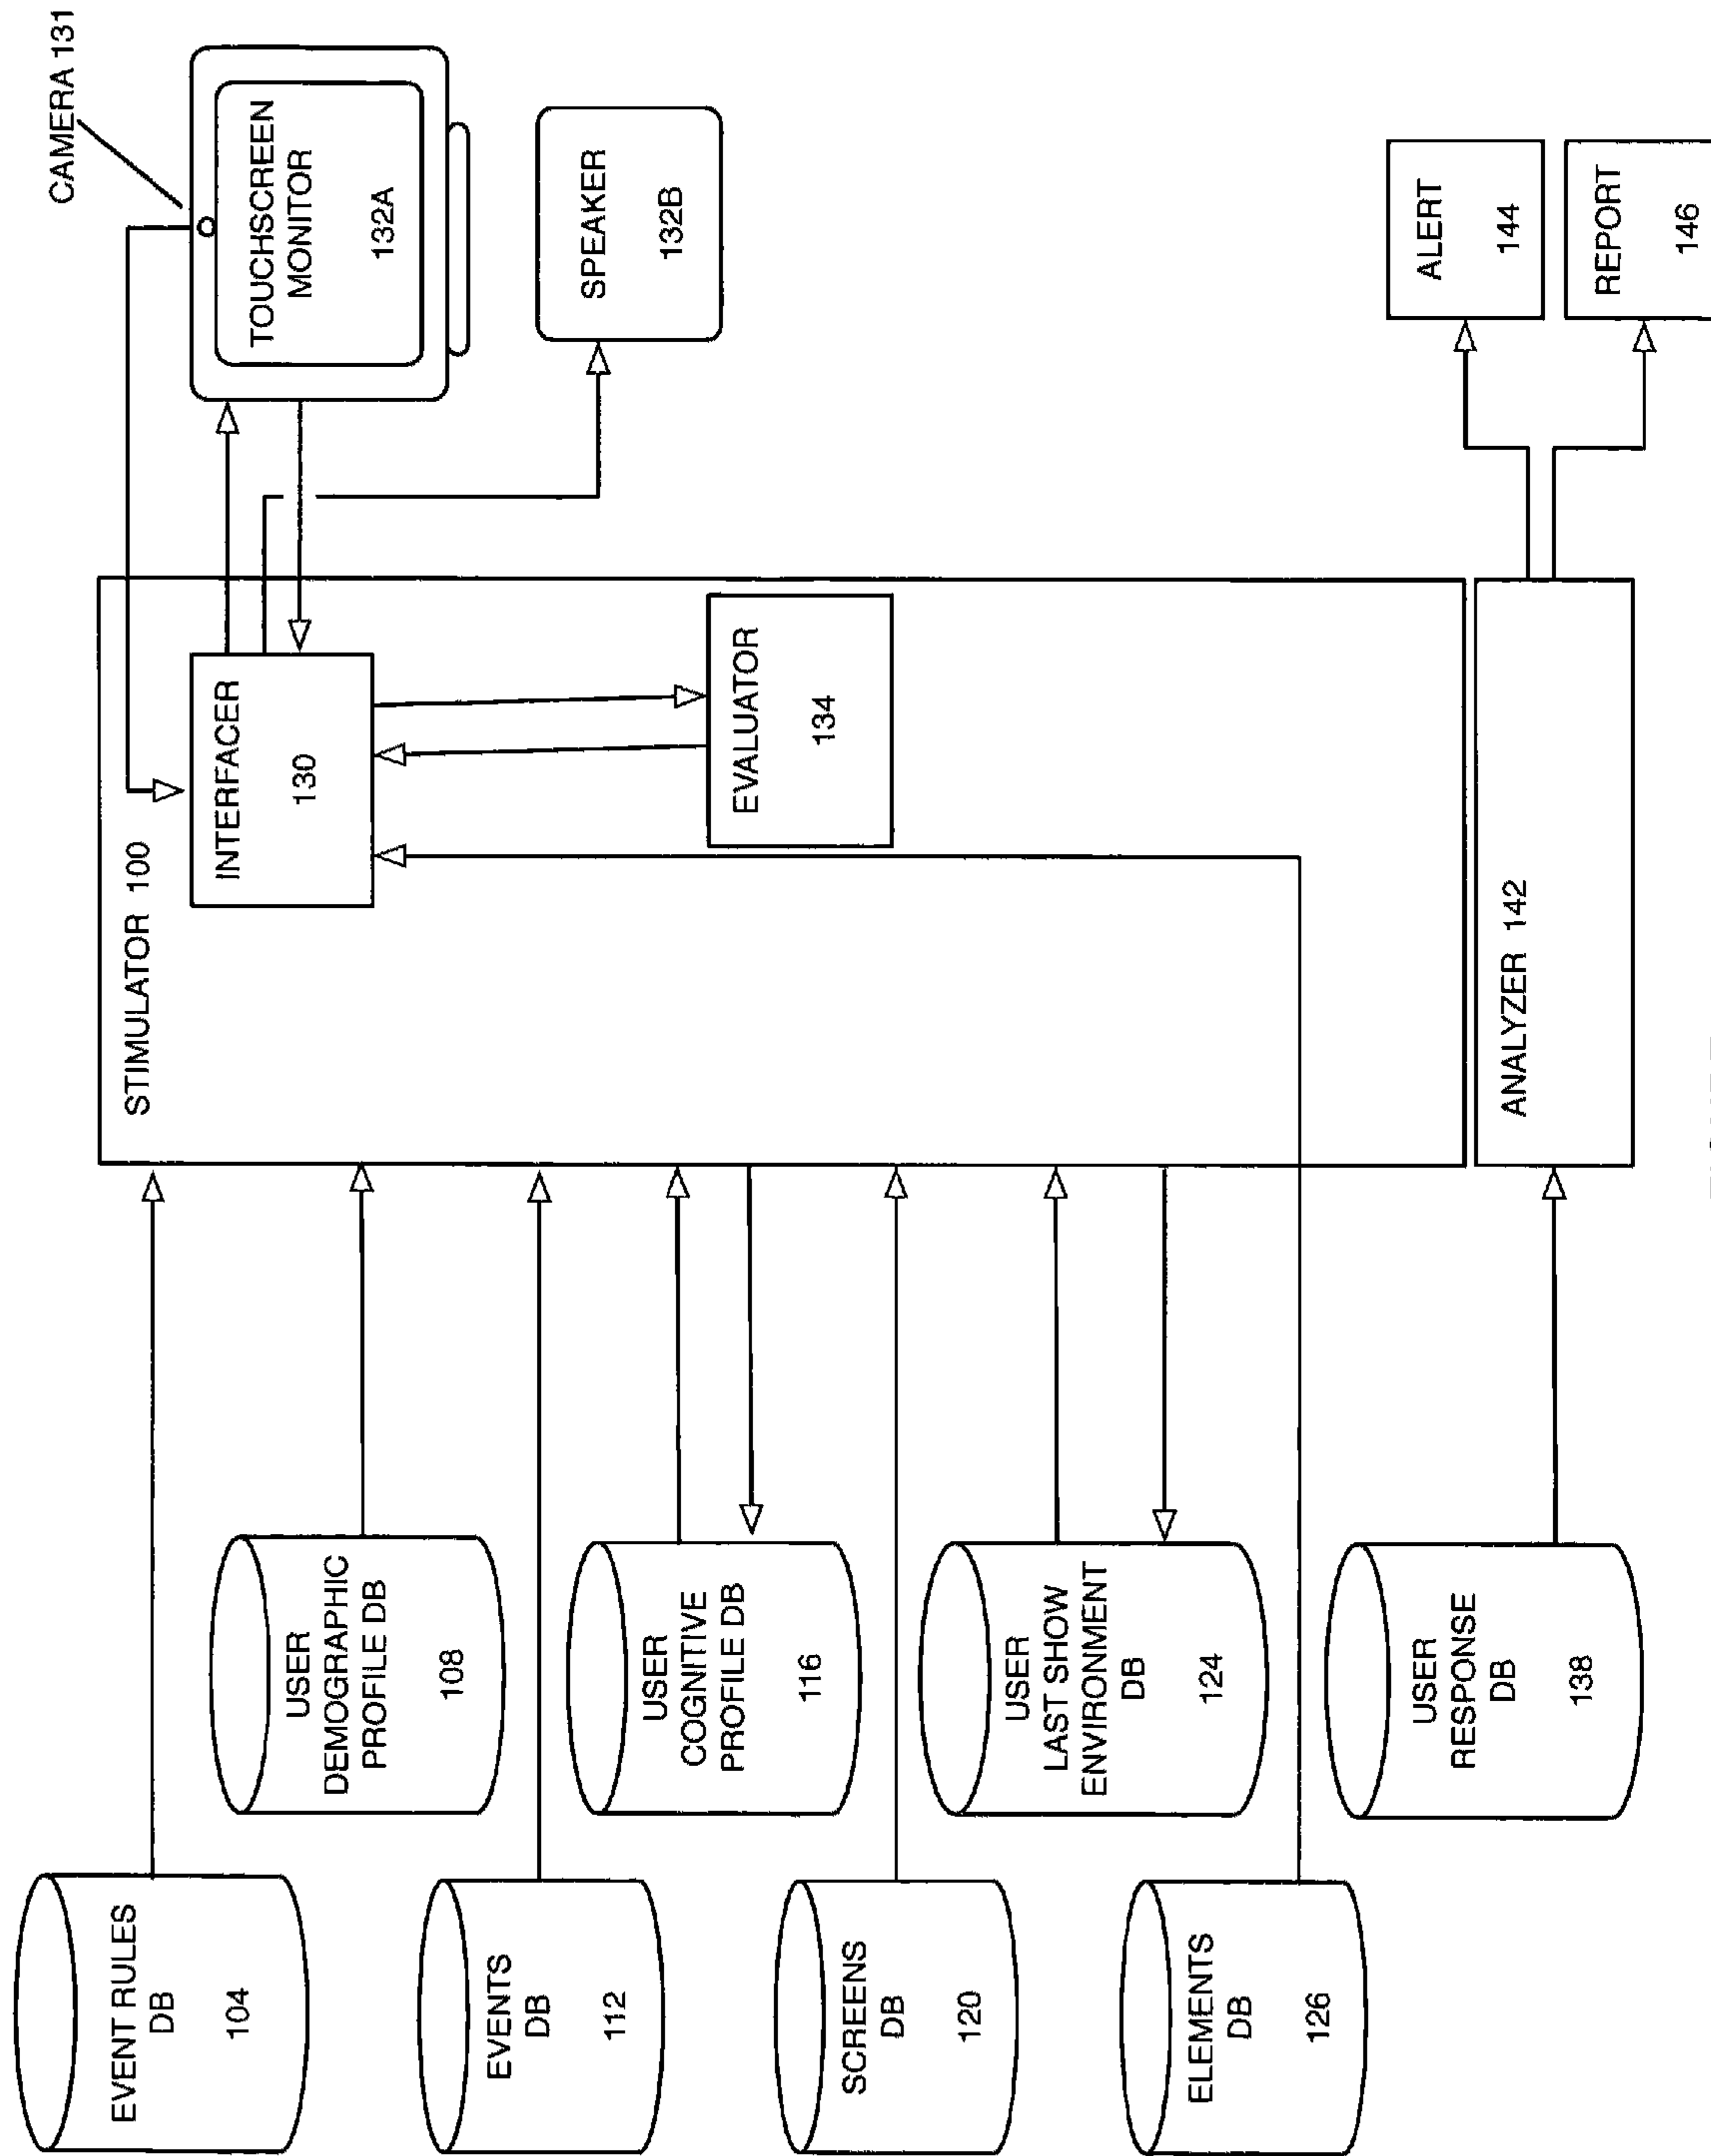 EVENT RULES
DB
104
USER
DEMOGRAPHIC
PROFILE DB
108
EVENTS
DB
112
USER
COGNITIVE
PROFILE DB
116
SCREENS
DB
120
USER
LAST SHOW
ENVIRONMENT
DB
124
ELEMENTS
DB
126
USER
RESPONSE
DB
138
STIMULATOR 100
INTERFACER
130
EVALUATOR
134
ANALYZER 142
CAMERA 131
TOUCHSCREEN
MONITOR
132A
SPEAKER
132B
ALERT
144
REPORT
146